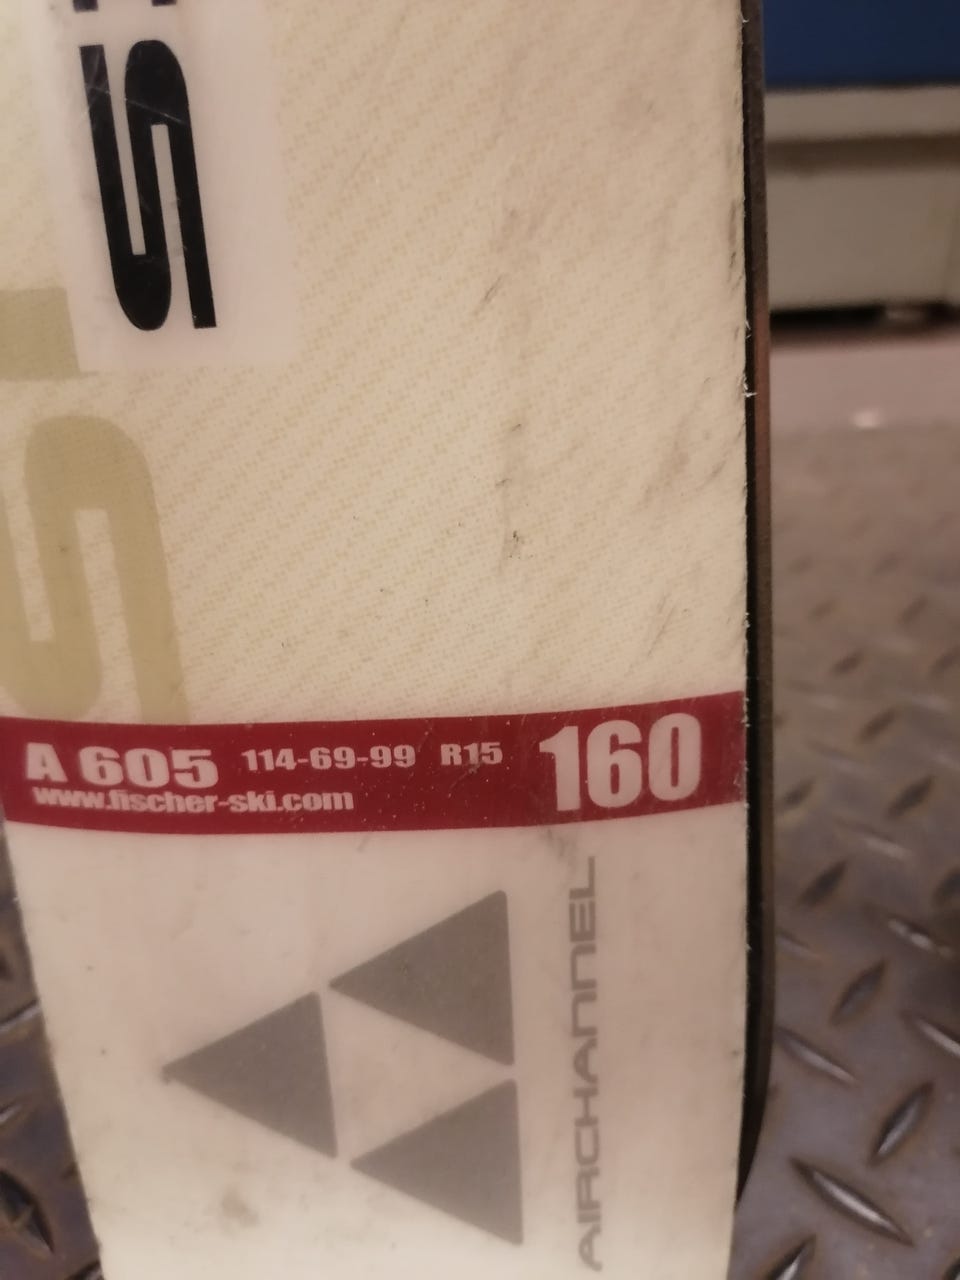 A 605 114-69-99 R15 160
www.fischer-ski.com
AIRCHANNEL